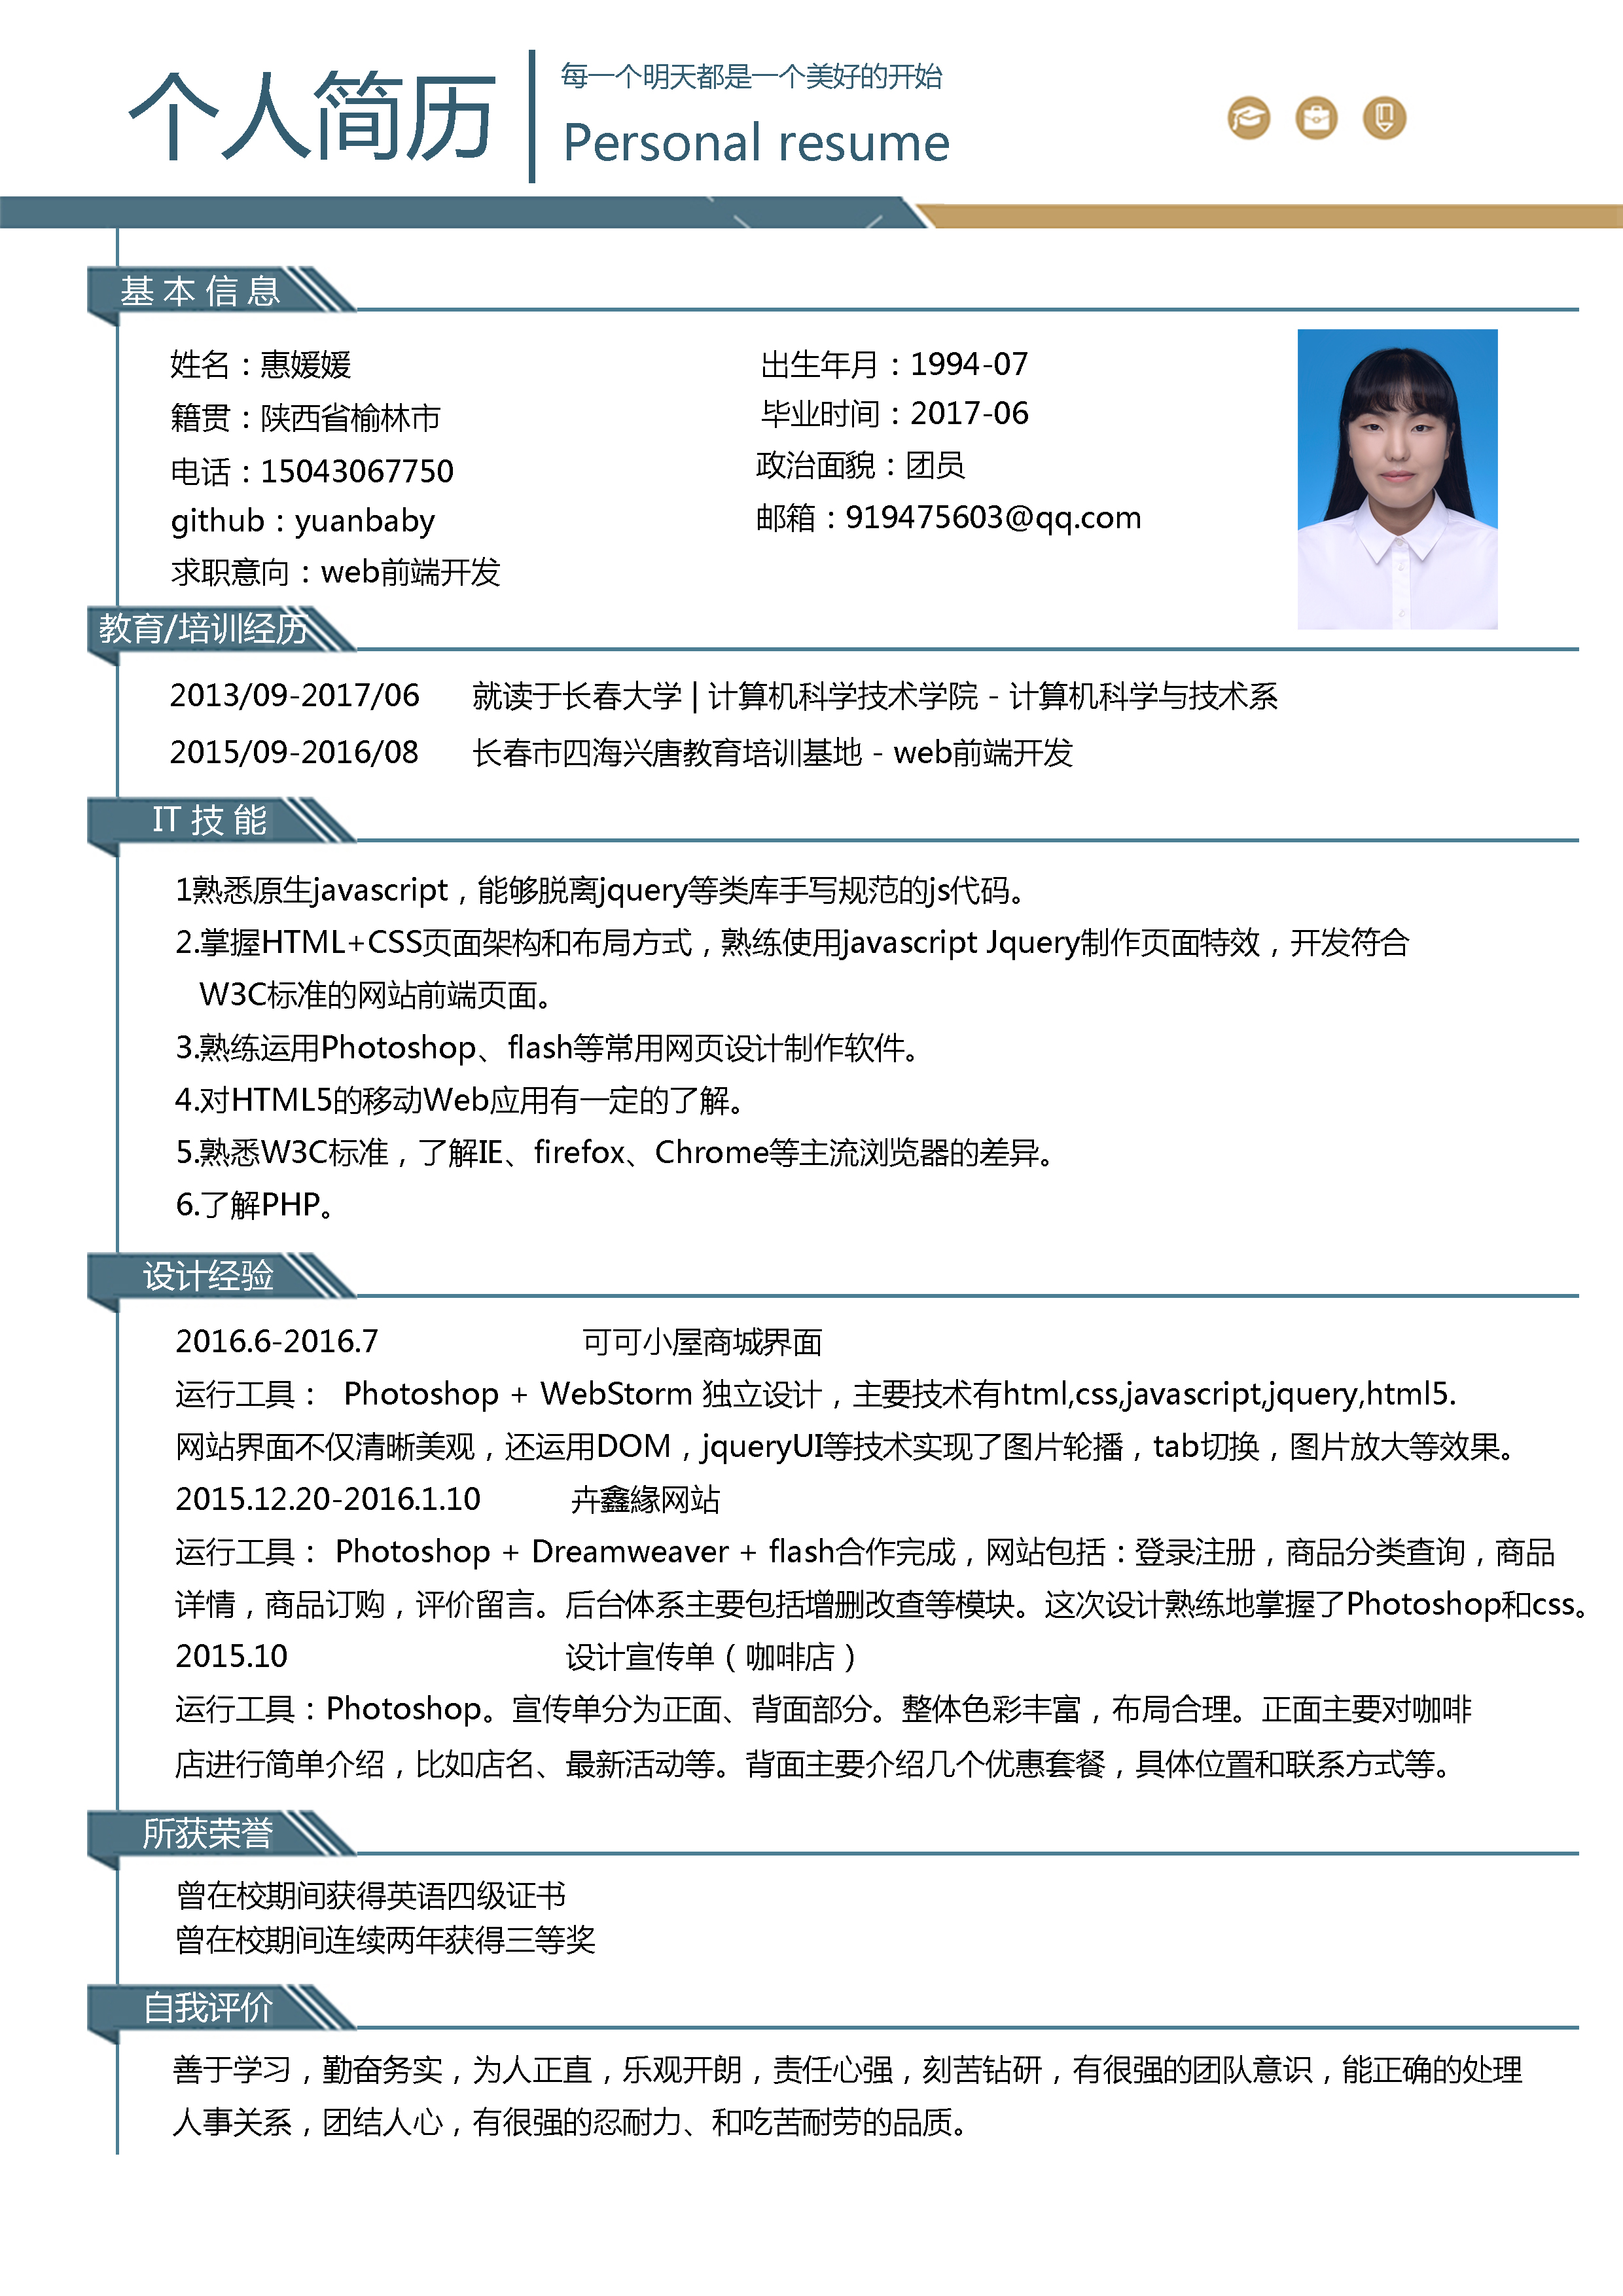 个人简历
每一个明天都是一个美好的开始
Personal resume
基本信息
姓名：惠媛媛
出生年月：1994-07
籍贯：陕西省榆林市
毕业时间：2017-06
电话：15043067750
政治面貌：团员
github：yuanbaby
邮箱：919475603@qq.com
求职意向：web前端开发
教育/培训经历
2013/09-2017/06 就读于长春大学|计算机科学技术学院 - 计算机科学与技术系
2015/09-2016/08 长春市四海兴唐教育培训基地 - web前端开发
IT 技 能
1熟悉原生javascript，能够脱离jquery等类库手写规范的js代码。
2.掌握HTML+CSS页面架构和布局方式，熟练使用javascript Jquery制作页面特效，开发符合
W3C标准的网站前端页面。
3.熟练运用Photoshop、flash等常用网页设计制作软件。
4.对HTML5的移动Web应用有一定的了解。
5.熟悉W3C标准，了解IE、firefox、Chrome等主流浏览器的差异。
6.了解PHP。
设计经验
2016.6-2016.7 可可小屋商城界面
运行工具： Photoshop + WebStorm 独立设计，主要技术有html,css,javascript,jquery,html5.
网站界面不仅清晰美观，还运用DOM，jqueryUI等技术实现了图片轮播，tab切换，图片放大等效果。
2015.12.20-2016.1.10 卉鑫緣网站
运行工具： Photoshop + Dreamweaver + flash合作完成，网站包括：登录注册，商品分类查询，商品
详情，商品订购，评价留言。后台体系主要包括增删改查等模块。这次设计熟练地掌握了Photoshop和css。
2015.10 设计宣传单（咖啡店）
运行工具：Photoshop。宣传单分为正面、背面部分。整体色彩丰富，布局合理。正面主要对咖啡
店进行简单介绍，比如店名、最新活动等。背面主要介绍几个优惠套餐，具体位置和联系方式等。
所获荣誉
曾在校期间获得英语四级证书
曾在校期间连续两年获得三等奖
自我评价
善于学习，勤奋务实，为人正直，乐观开朗，责任心强，刻苦钻研，有很强的团队意识，能正确的处理
人事关系，团结人心，有很强的忍耐力、和吃苦耐劳的品质。